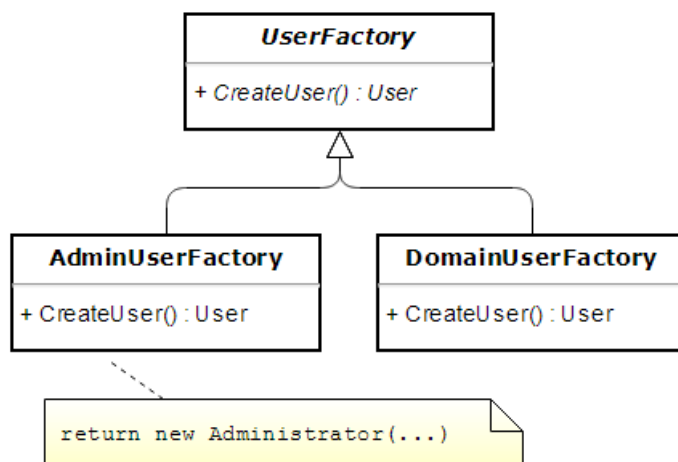 UserFactory
+ CreateUser() : User
AdminUserFactory
+ CreateUser() : User
DomainUserFactory
+ CreateUser() : User
return new Administrator(...)